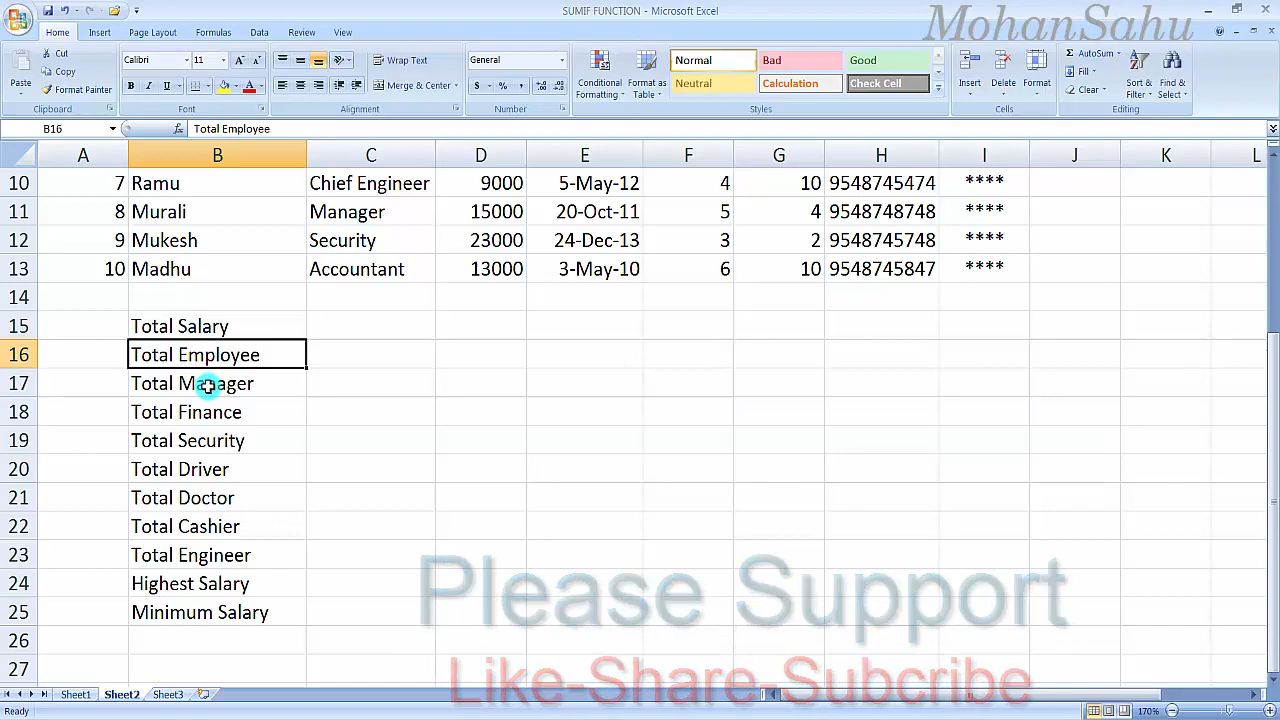 SUMIF FUNCTION - Microsoft Excel
MohanSahu
Home Insert Page Layout Formulas Data Review View
Paste Cut Copy Format Painter Clipboard
Calibri 11 B I U A Font
Wrap Text Merge & Center Alignment
General $ % , Number
Conditional Formatting Format as Table Normal Bad Good Neutral Calculation Check Cell Styles
Insert Delete Format Cells
Σ AutoSum Fill Clear Sort & Filter Find & Select Editing
B16 fx Total Employee
A B C D E F G H I J K L
10 7 Ramu Chief Engineer 9000 5-May-12 4 10 9548745474 ****
11 8 Murali Manager 15000 20-Oct-11 5 4 9548748748 ****
12 9 Mukesh Security 23000 24-Dec-13 3 2 9548745748 ****
13 10 Madhu Accountant 13000 3-May-10 6 10 9548745847 ****
14
15 Total Salary
16 Total Employee
17 Total Manager
18 Total Finance
19 Total Security
20 Total Driver
21 Total Doctor
22 Total Cashier
23 Total Engineer
24 Highest Salary
25 Minimum Salary
26
27
Please Support
Like-Share-Subcribe
Sheet1 Sheet2 Sheet3
Ready 170%